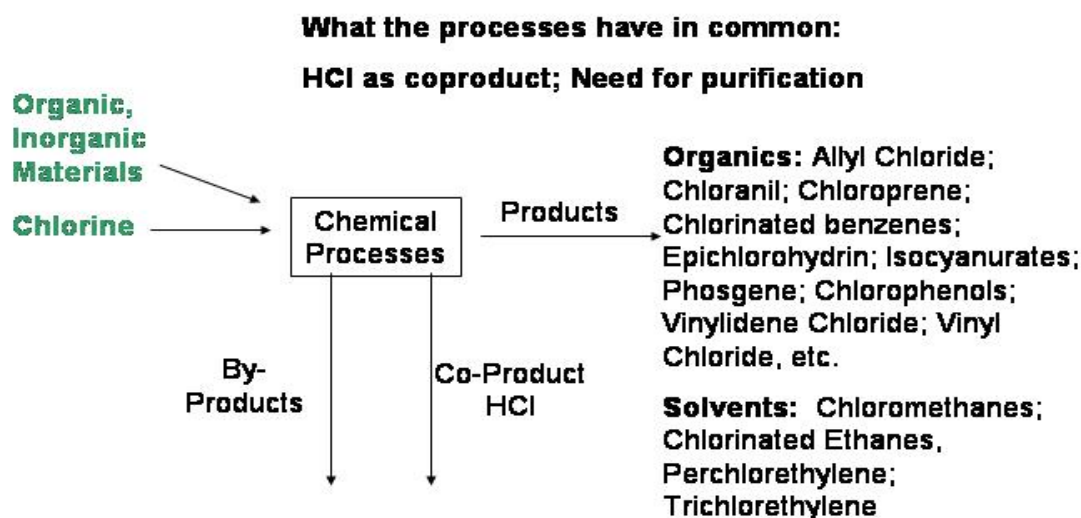 What the processes have in common:
HCl as coproduct; Need for purification
Organic,
Inorganic
Materials
Chlorine
Chemical
Processes
Products
Organics: Allyl Chloride;
Chloranil; Chloroprene;
Chlorinated benzenes;
Epichlorohydrin; Isocyanurates;
Phosgene; Chlorophenols;
Vinylidene Chloride; Vinyl
Chloride, etc.
By-
Products
Co-Product
HCl
Solvents: Chloromethanes;
Chlorinated Ethanes,
Perchlorethylene;
Trichlorethylene